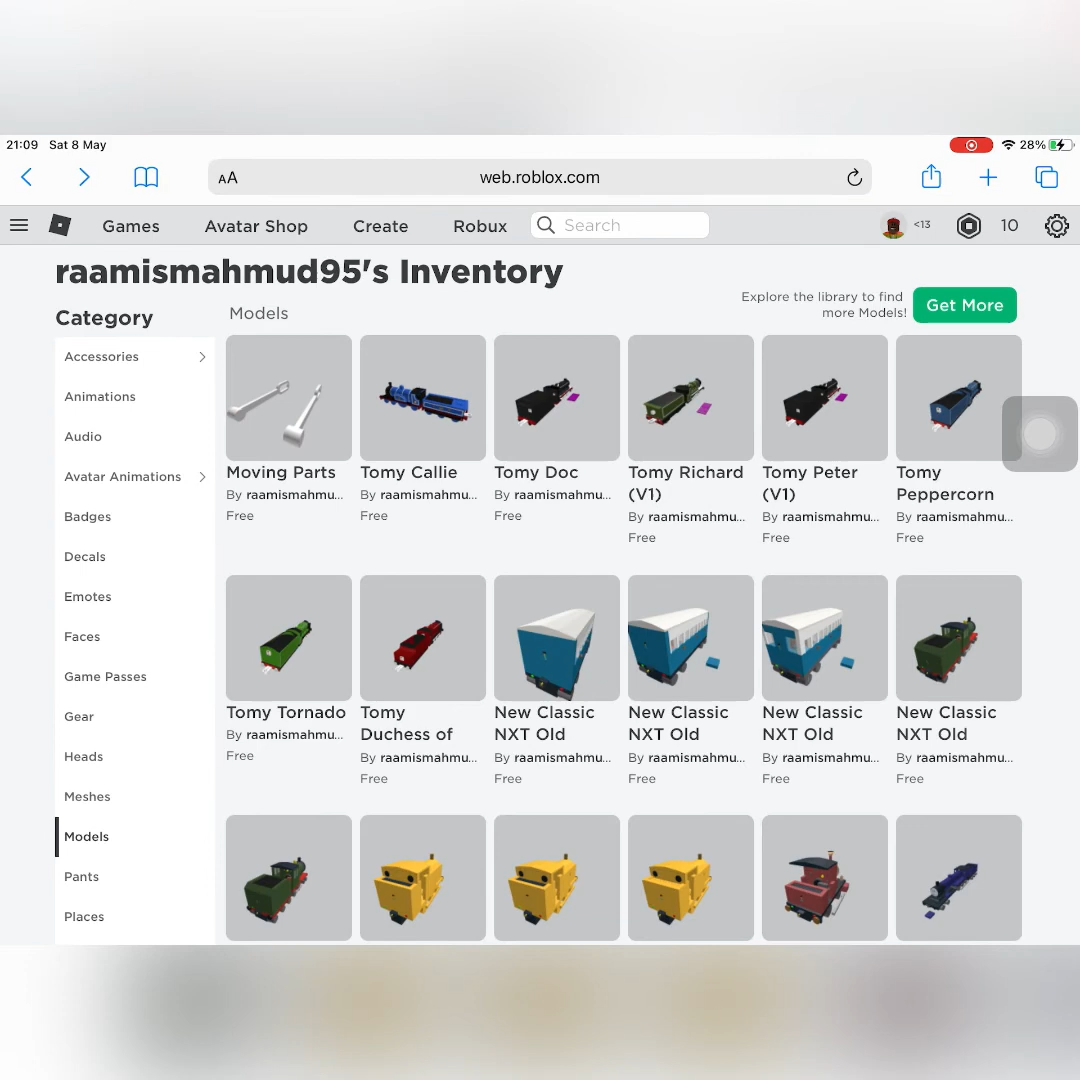 21:09 Sat 8 May
28%
AA
web.roblox.com
Games
Avatar Shop
Create
Robux
Search
<13
10
raamismahmud95's Inventory
Category
Accessories
Animations
Audio
Avatar Animations
Badges
Decals
Emotes
Faces
Game Passes
Gear
Heads
Meshes
Models
Pants
Places
Models
Explore the library to find
more Models!
Get More
Moving Parts
By raamismahmu...
Free
Tomy Callie
By raamismahmu...
Free
Tomy Doc
By raamismahmu...
Free
Tomy Richard
(V1)
By raamismahmu...
Free
Tomy Peter
(V1)
By raamismahmu...
Free
Tomy
Peppercorn
By raamismahmu...
Free
Tomy Tornado
By raamismahmu...
Free
Tomy
Duchess of
By raamismahmu...
Free
New Classic
NXT Old
By raamismahmu...
Free
New Classic
NXT Old
By raamismahmu...
Free
New Classic
NXT Old
By raamismahmu...
Free
New Classic
NXT Old
By raamismahmu...
Free